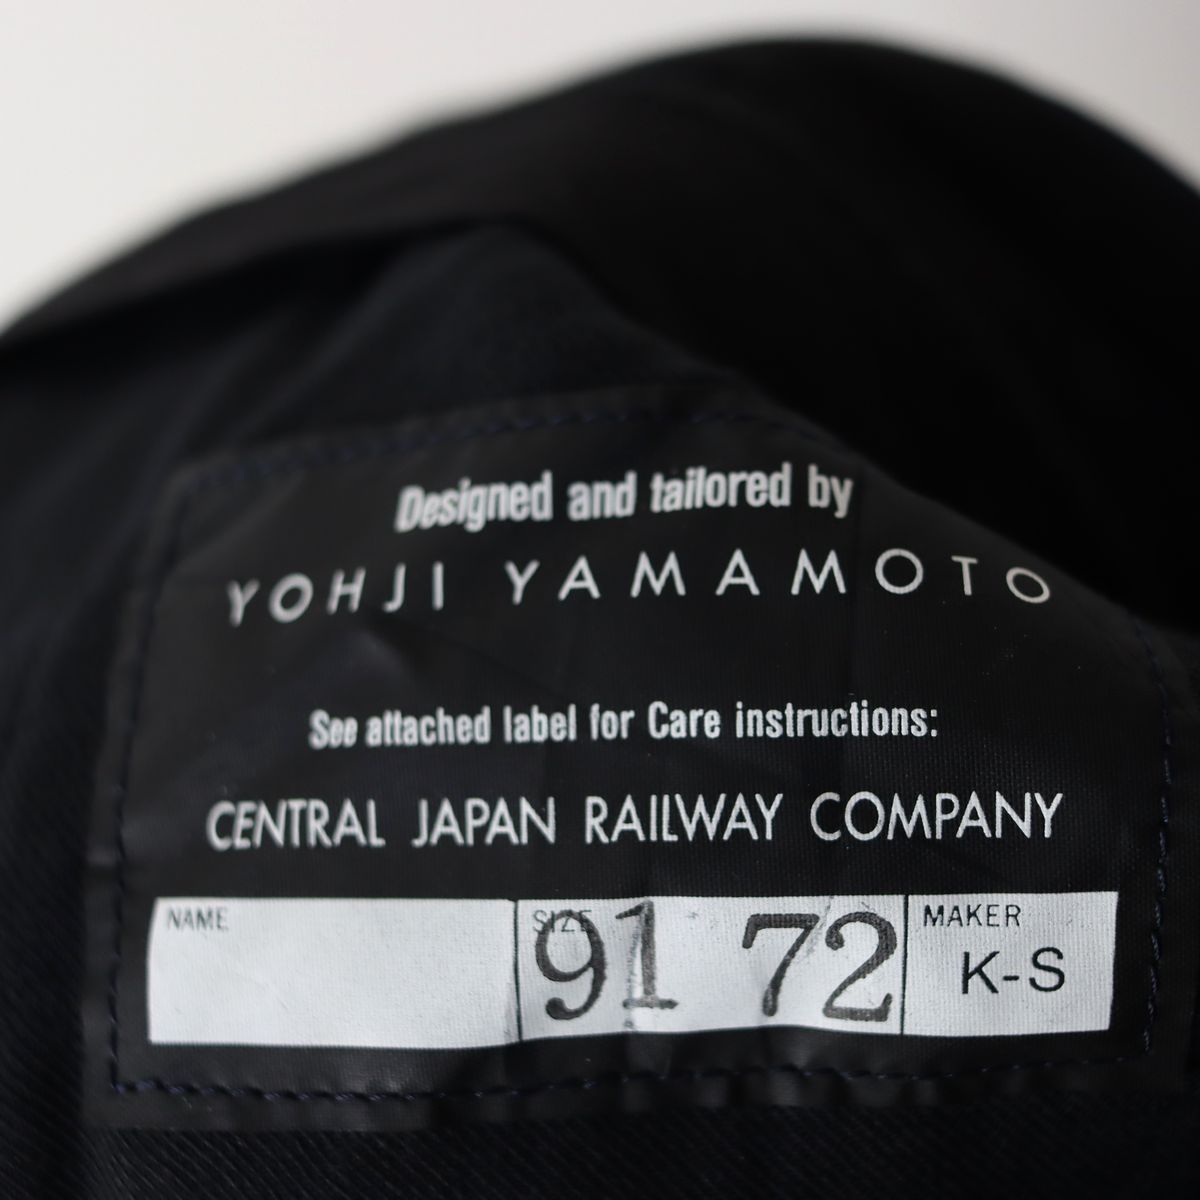 Designed and tailored by
YOHJI YAMAMOTO
See attached label for Care instructions:
CENTRAL JAPAN RAILWAY COMPANY
NAME SIZE 91 72 MAKER
K-S